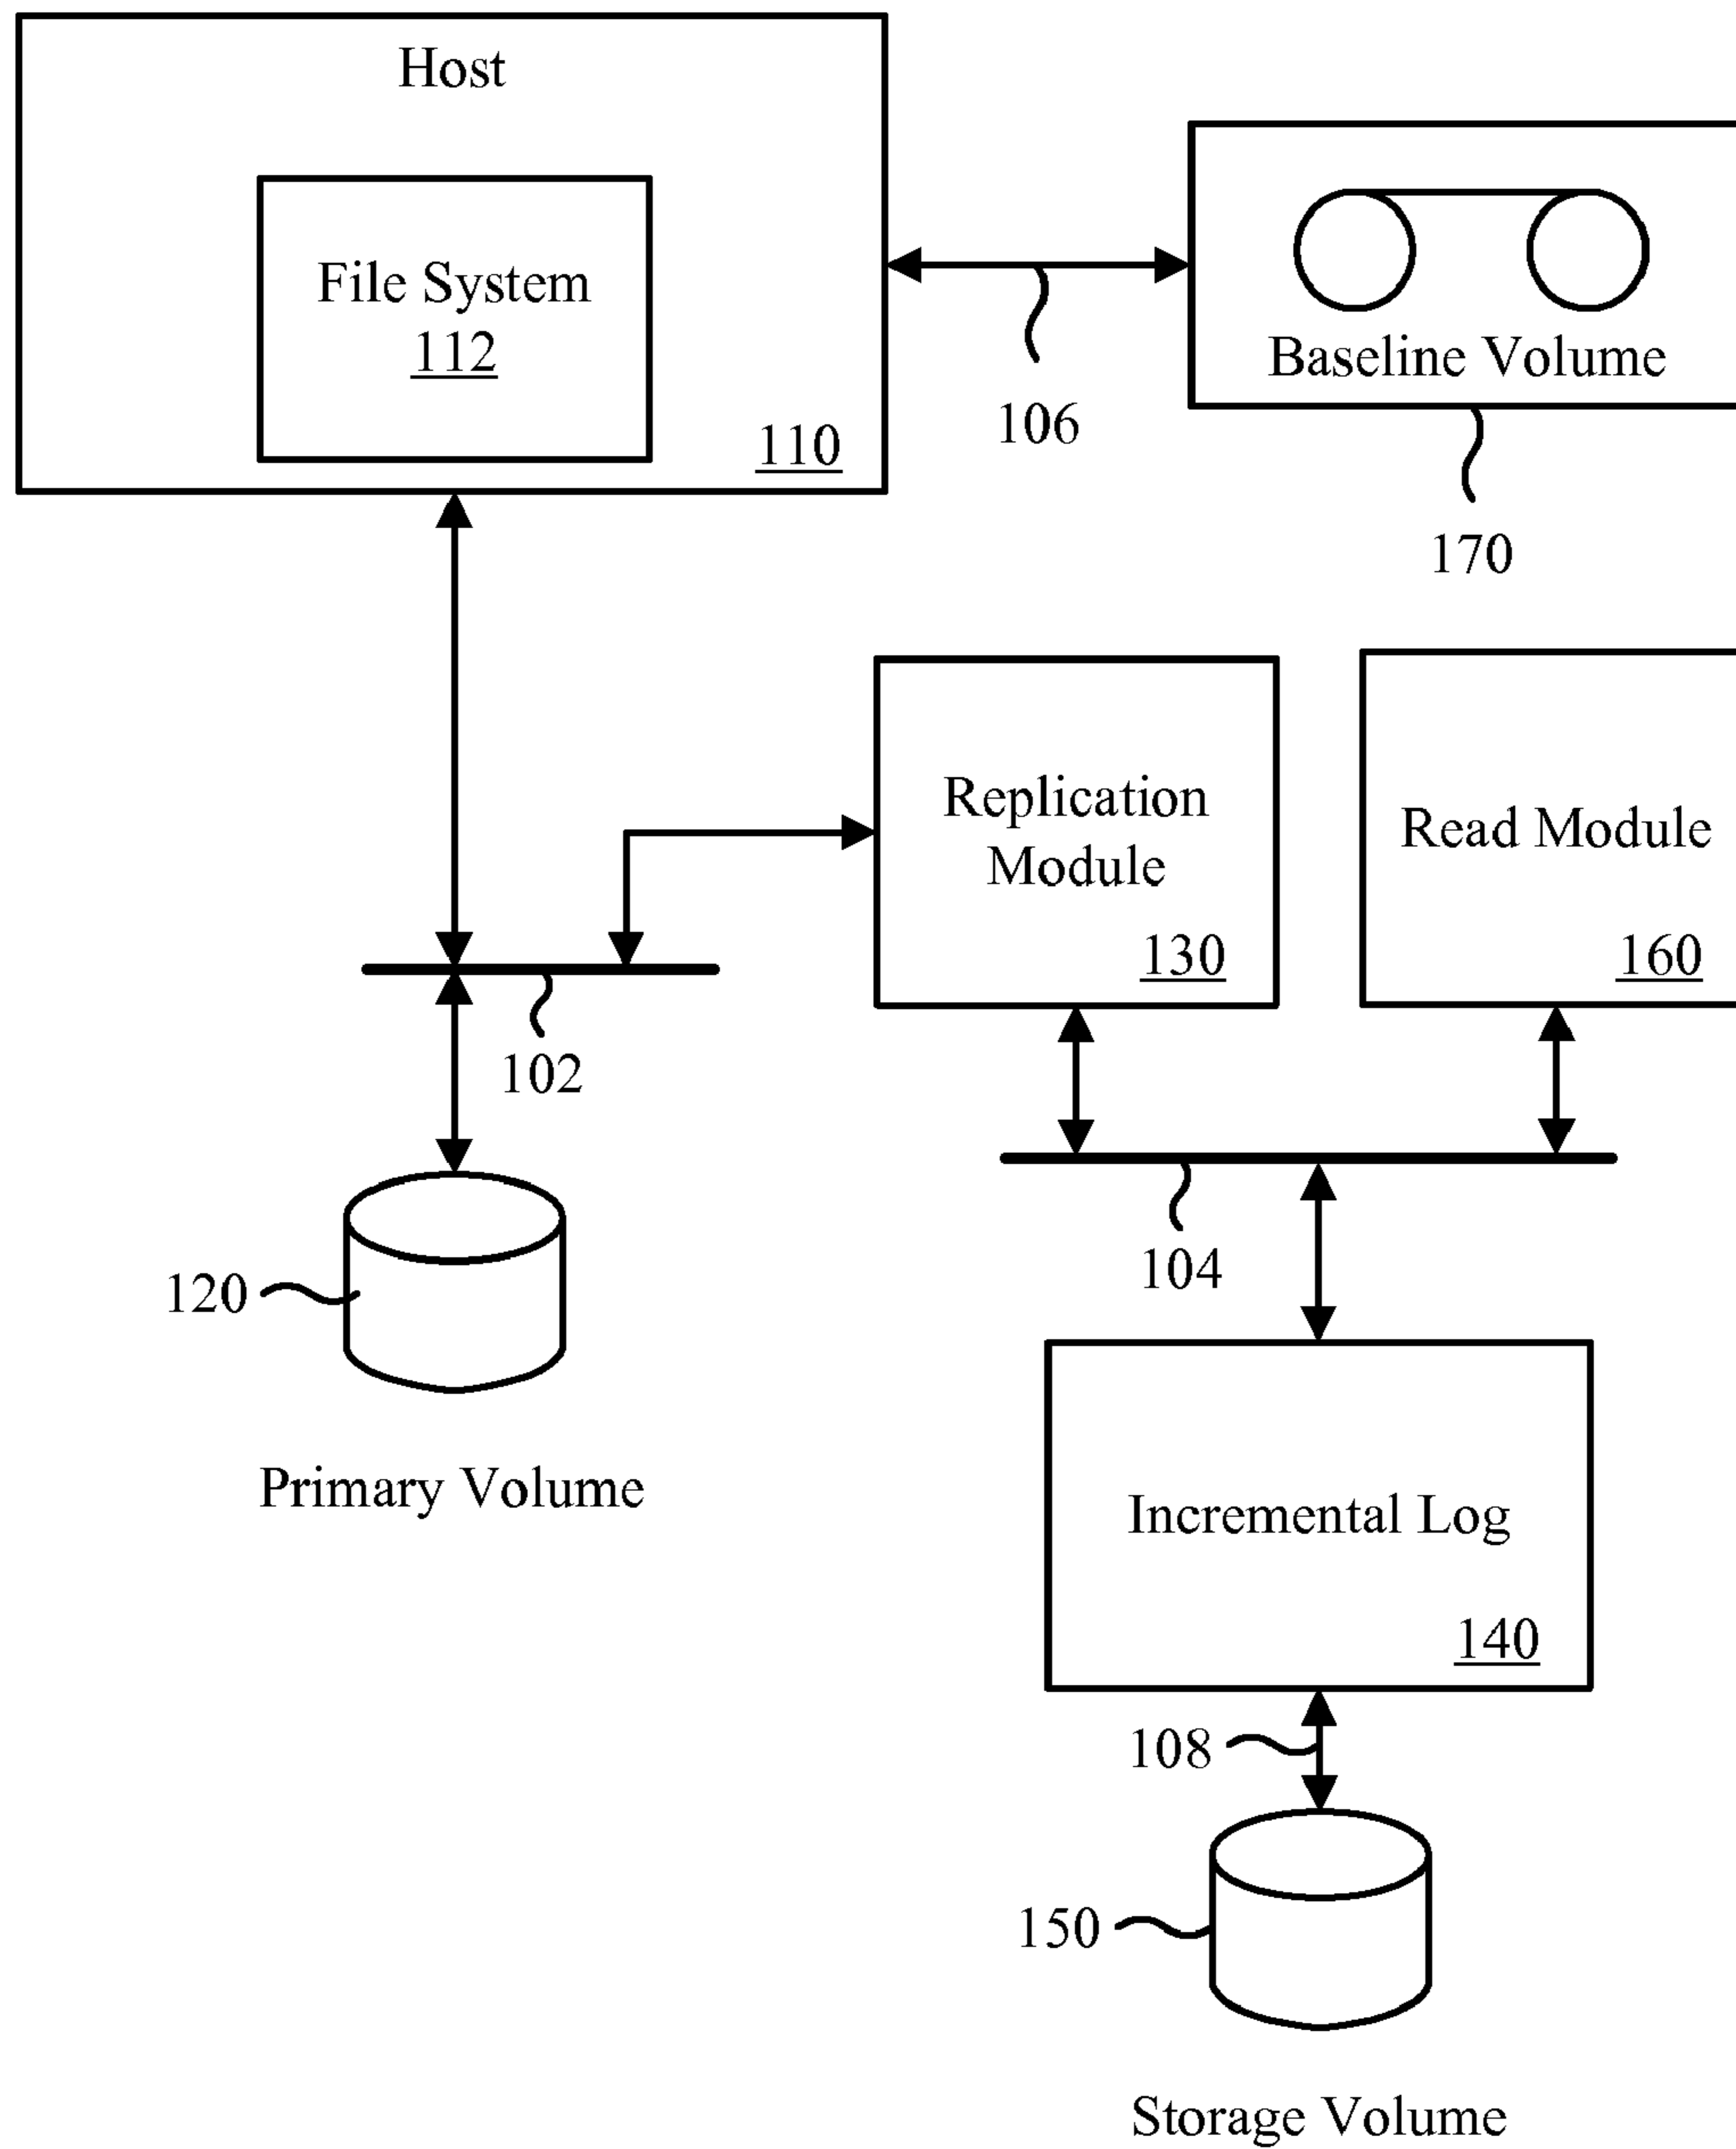 Host
File System
112
110
106
Baseline Volume
170
Replication
Module
130
Read Module
160
102
104
120
Primary Volume
Incremental Log
140
108
150
Storage Volume